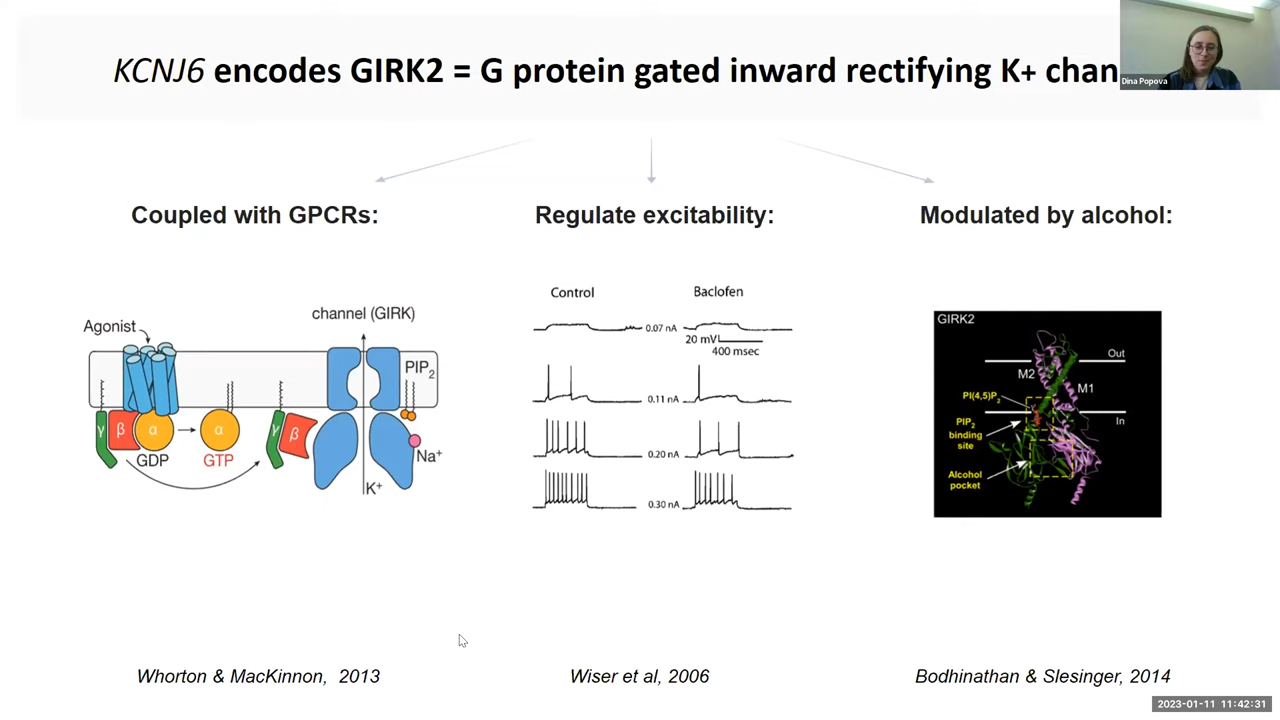 KCNJ6 encodes GIRK2 = G protein gated inward rectifying K+ chan
Dina Popova
Coupled with GPCRs:
Regulate excitability:
Modulated by alcohol:
Agonist
channel (GIRK)
PIP2
γ
β
α
α
γ
β
GDP
GTP
Na+
K+
Control
Baclofen
0.07 nA
20 mV
400 msec
0.11 nA
0.20 nA
0.30 nA
GIRK2
Out
M2
M1
PI(4,5)P2
In
PIP2
binding
site
Alcohol
pocket
Whorton & MacKinnon, 2013
Wiser et al, 2006
Bodhinathan & Slesinger, 2014
2023-01-11 11:42:31